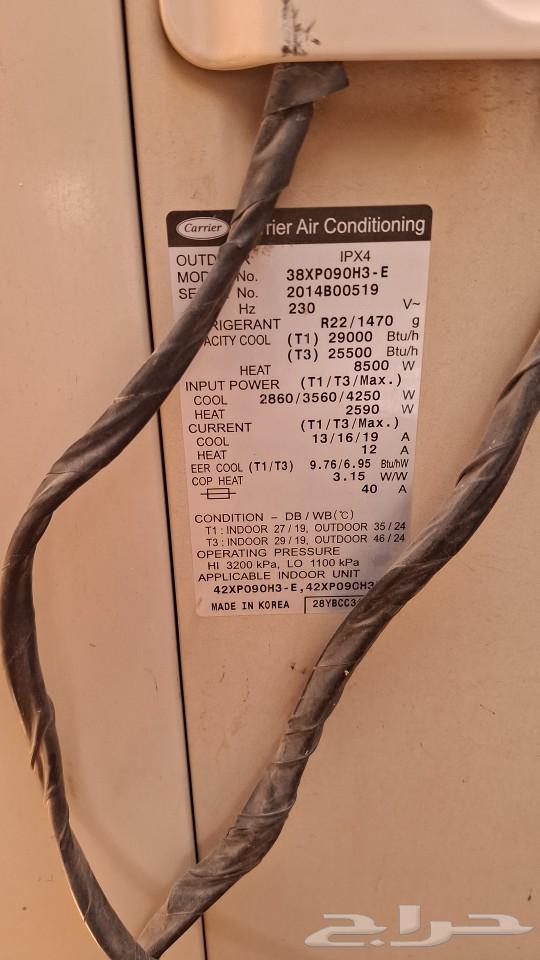 Carrier
rier Air Conditioning
IPX4
MOD No. 38XP090H3-E
SE No. 2014B00519
Hz 230 V~
RIGERANT R22/1470 g
ACITY COOL (T1) 29000 Btu/h
(T3) 25500 Btu/h
HEAT 8500 W
INPUT POWER (T1/T3/Max.)
COOL 2860/3560/4250 W
HEAT 2590 W
CURRENT (T1/T3/Max.)
COOL 13/16/19 A
HEAT 12 A
EER COOL (T1/T3) 9.76/6.95 Btu/hW
COP HEAT 3.15 W/W
40 A
CONDITION – DB / WB(℃)
T1 : INDOOR 27 / 19, OUTDOOR 35 / 24
T3 : INDOOR 29 / 19, OUTDOOR 46 / 24
OPERATING PRESSURE
HI 3200 kPa, LO 1100 kPa
APPLICABLE INDOOR UNIT
42XP090H3-E,42XP090H3
MADE IN KOREA 28YBCC3
حراج